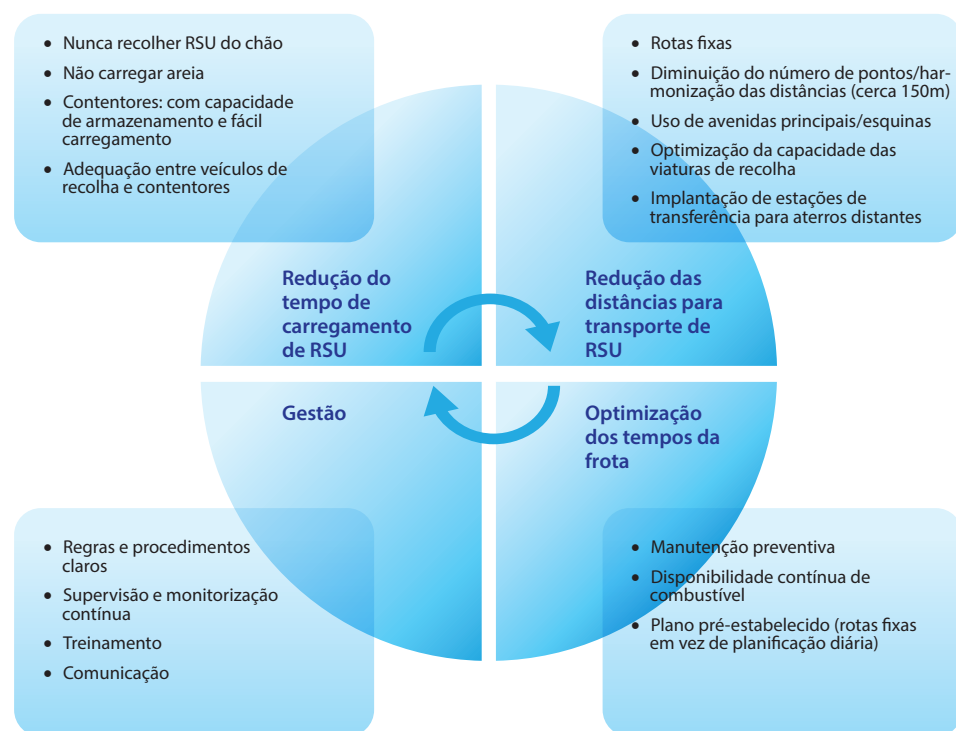 • Nunca recolher RSU do chão
• Não carregar areia
• Contentores: com capacidade
de armazenamento e fácil
carregamento
• Adequação entre veículos de
recolha e contentores
• Rotas fixas
• Diminuição do número de pontos/har-
monização das distâncias (cerca 150m)
• Uso de avenidas principais/esquinas
• Optimização da capacidade das
viaturas de recolha
• Implantação de estações de
transferência para aterros distantes
Redução do
tempo de
carregamento
de RSU
Redução das
distâncias para
transporte de
RSU
Gestão
Optimização
dos tempos da
frota
• Regras e procedimentos
claros
• Supervisão e monitorização
contínua
• Treinamento
• Comunicação
• Manutenção preventiva
• Disponibilidade contínua de
combustível
• Plano pré-estabelecido (rotas fixas
em vez de planificação diária)